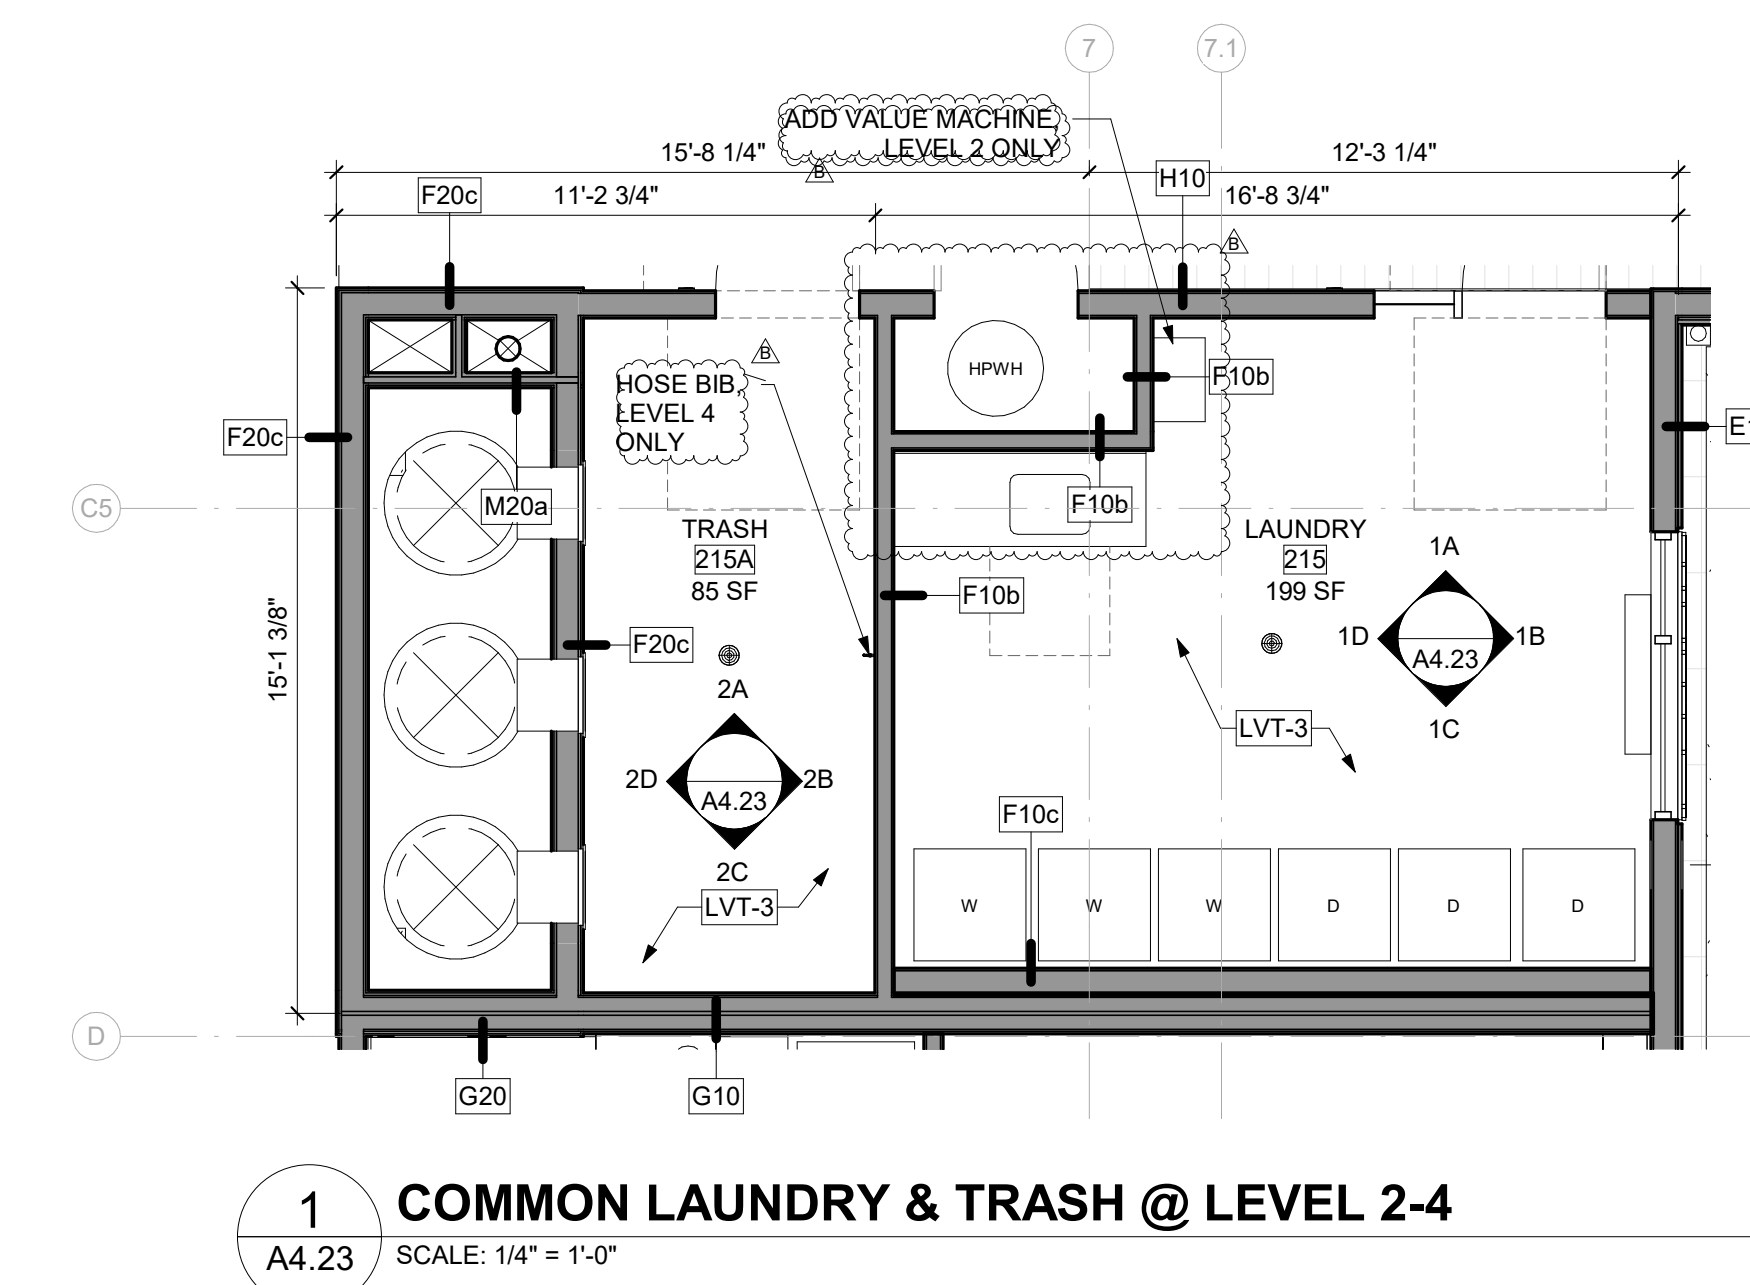 7
7.1
ADD VALUE MACHINE,
LEVEL 2 ONLY
B
15'-8 1/4"
12'-3 1/4"
F20c
11'-2 3/4"
H10
16'-8 3/4"
B
B
HOSE BIB,
LEVEL 4
ONLY
HPWH
F10b
F20c
E1
C5
M20a
F10b
TRASH
215A
85 SF
LAUNDRY
215
199 SF
1A
F10b
15'-1 3/8"
F20c
1D
1B
A4.23
2A
1C
LVT-3
2D
2B
A4.23
F10c
2C
LVT-3
W
W
W
D
D
D
D
G20
G10
1
COMMON LAUNDRY & TRASH @ LEVEL 2-4
A4.23
SCALE: 1/4" = 1'-0"